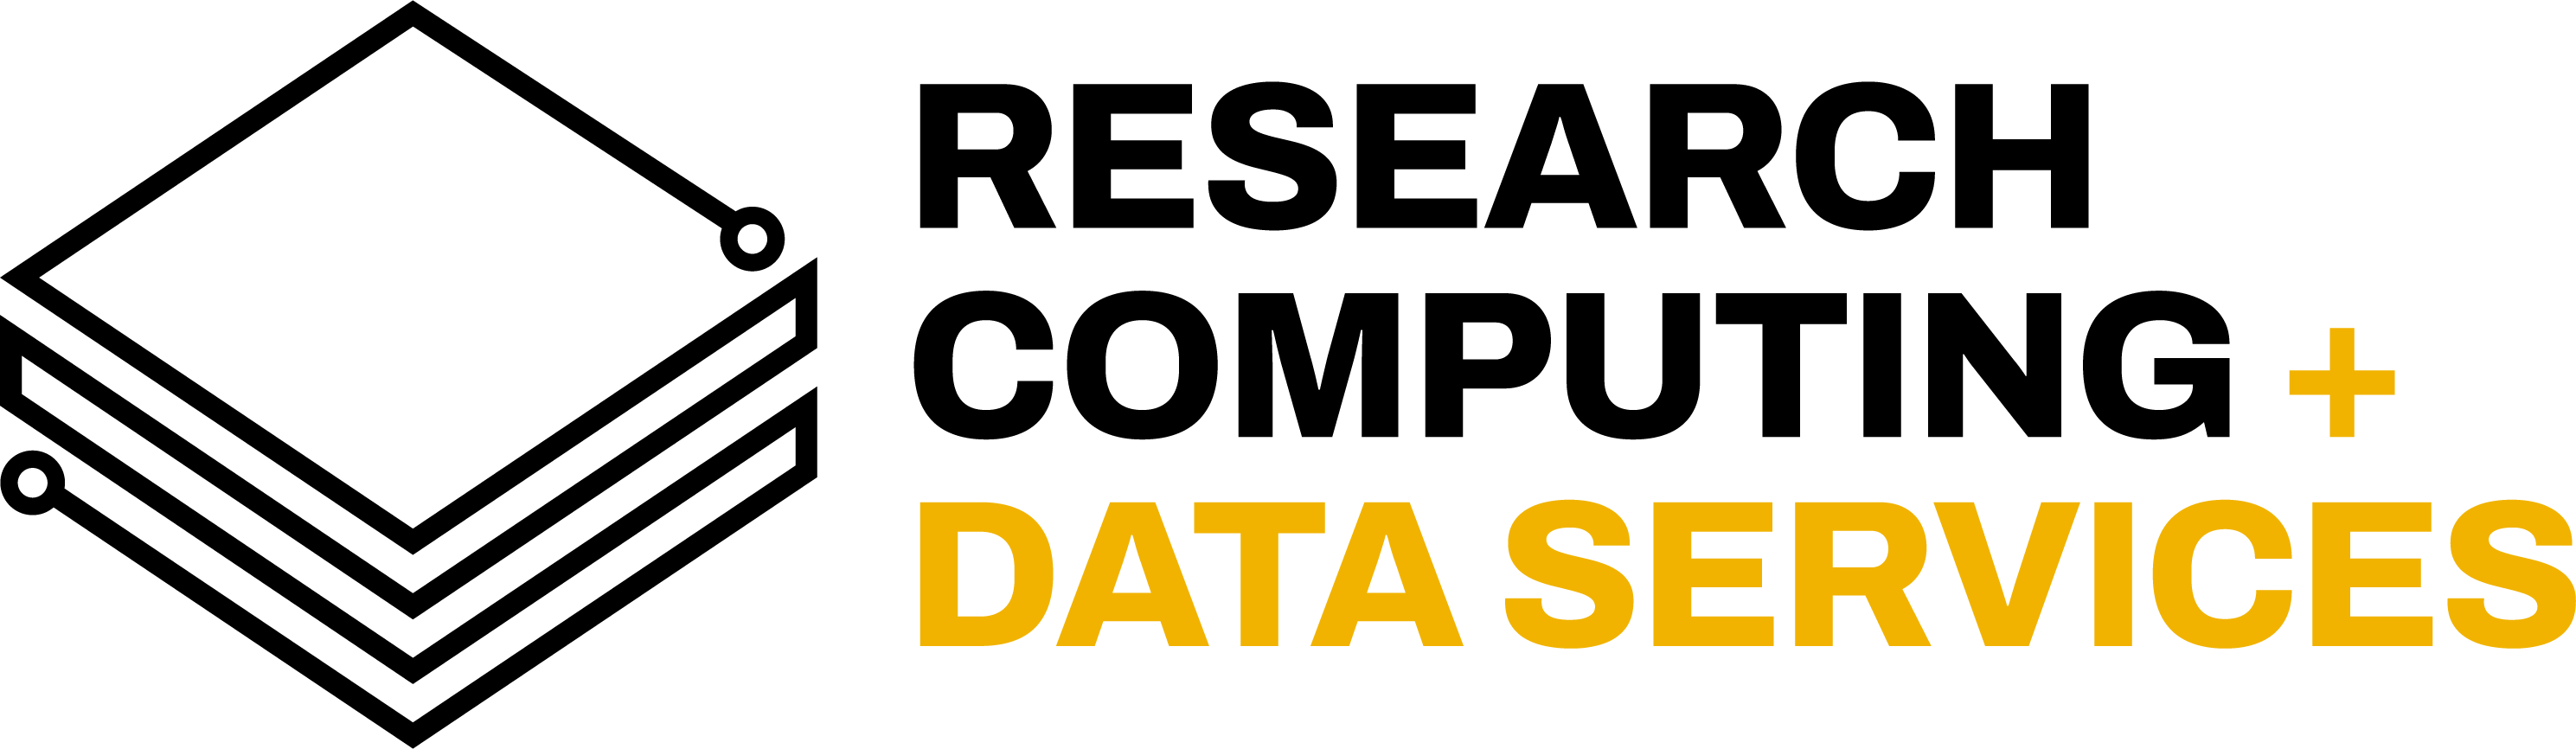 RESEARCH
COMPUTING +
DATA SERVICES